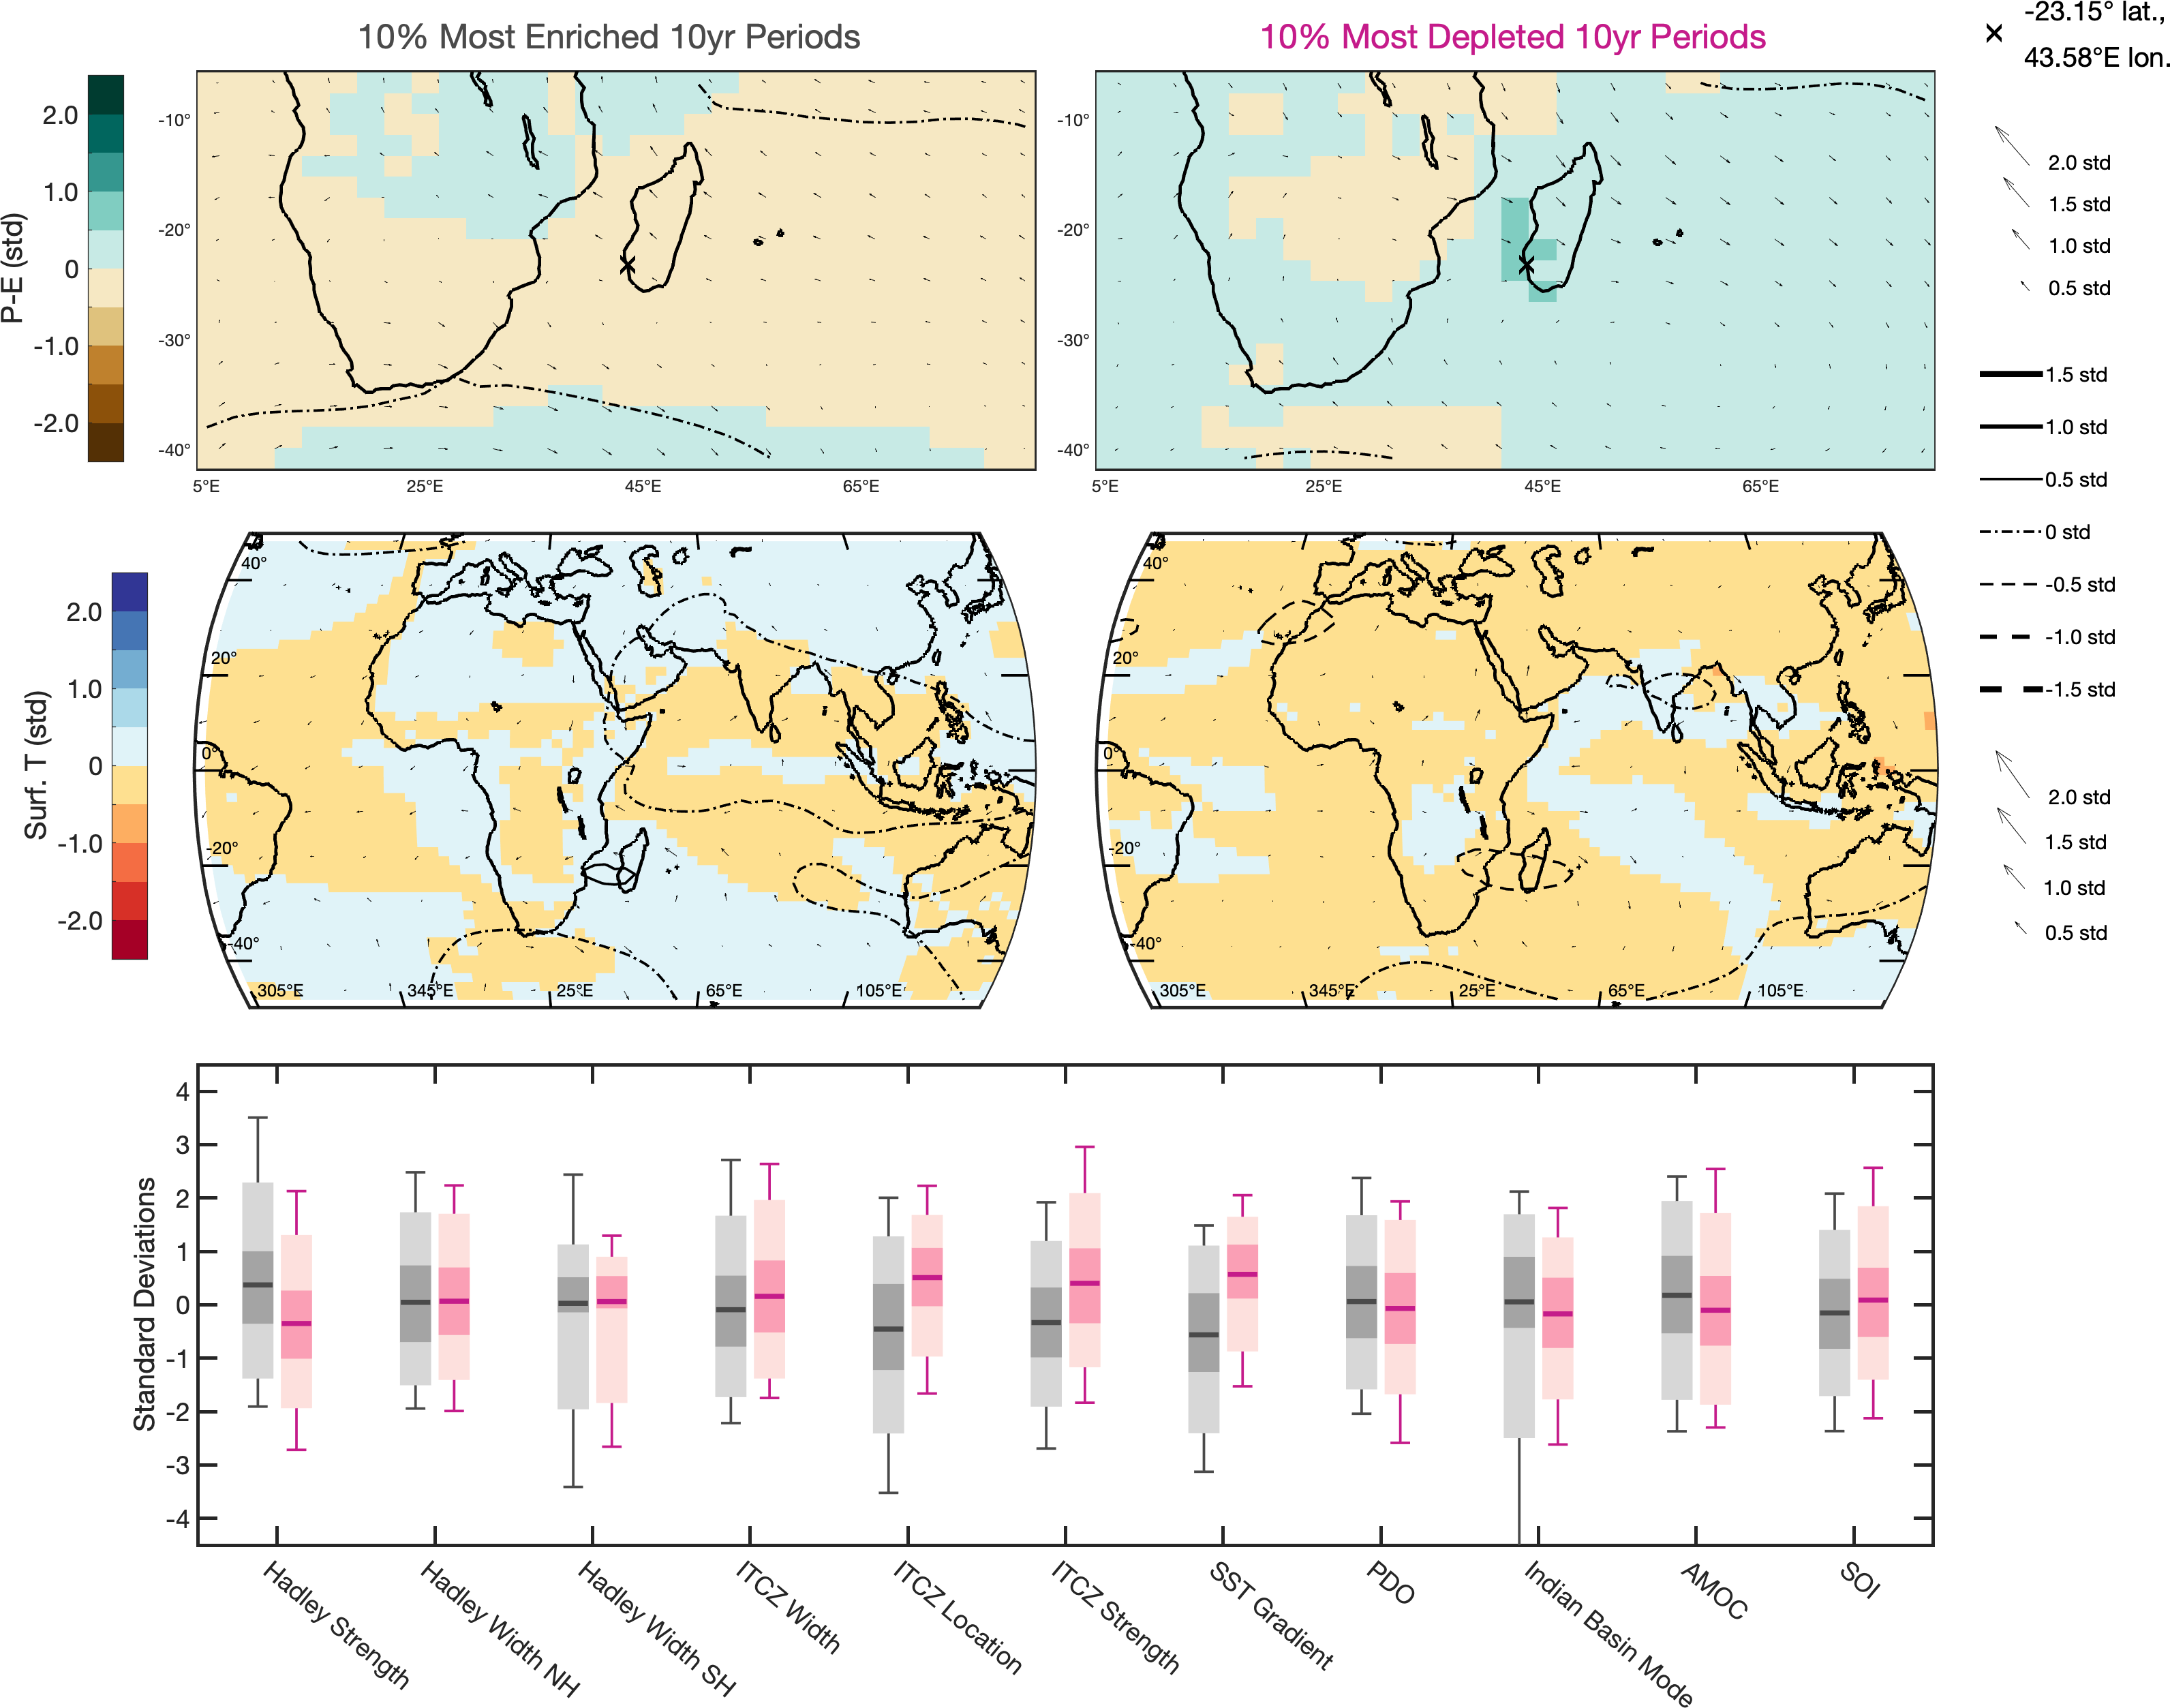 10% Most Enriched 10yr Periods
10% Most Depleted 10yr Periods
-23.15° lat.,
43.58°E lon.
P-E (std)
2.0
1.0
0
-1.0
-2.0
-10°
-20°
-30°
-40°
5°E
25°E
45°E
65°E
-10°
-20°
-30°
-40°
5°E
25°E
45°E
65°E
2.0 std
1.5 std
1.0 std
0.5 std
1.5 std
1.0 std
0.5 std
0 std
-0.5 std
-1.0 std
-1.5 std
Surf. T (std)
2.0
1.0
0
-1.0
-2.0
40°
20°
0°
-20°
-40°
305°E
345°E
25°E
65°E
105°E
40°
20°
0°
-20°
-40°
305°E
345°E
25°E
65°E
105°E
2.0 std
1.5 std
1.0 std
0.5 std
Standard Deviations
4
3
2
1
0
-1
-2
-3
-4
Hadley Strength
Hadley Width NH
Hadley Width SH
ITCZ Width
ITCZ Location
ITCZ Strength
SST Gradient
PDO
Indian Basin Mode
AMOC
SOI